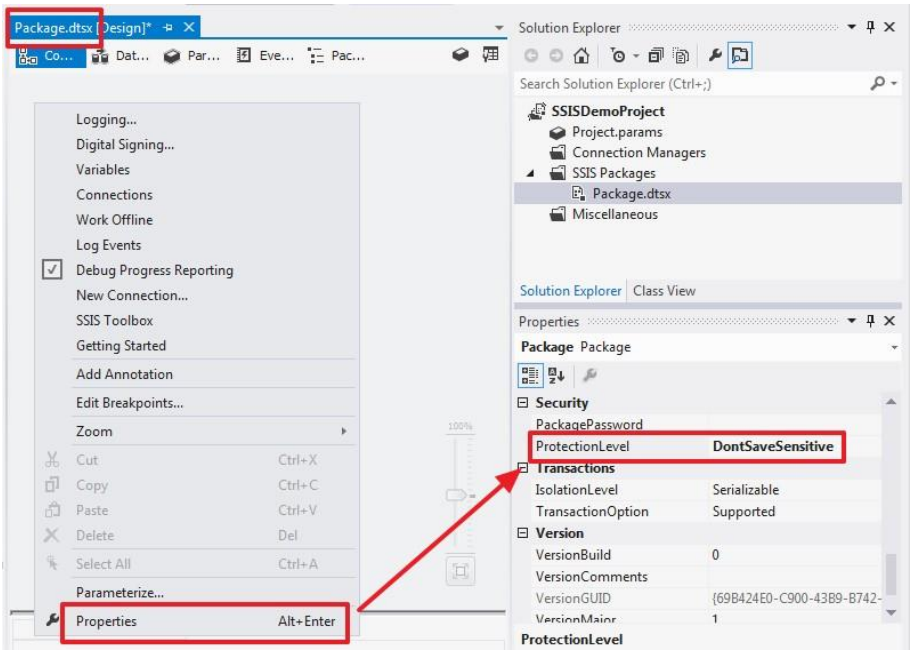 Package.dtsx [Design]*
Co... Dat... Par... Eve... Pac...
Logging...
Digital Signing...
Variables
Connections
Work Offline
Log Events
Debug Progress Reporting
New Connection...
SSIS Toolbox
Getting Started
Add Annotation
Edit Breakpoints...
Zoom
Cut Ctrl+X
Copy Ctrl+C
Paste Ctrl+V
Delete Del
Select All Ctrl+A
Parameterize...
Properties Alt+Enter
100%
Solution Explorer
Search Solution Explorer (Ctrl+;)
SSISDemoProject
Project.params
Connection Managers
SSIS Packages
Package.dtsx
Miscellaneous
Solution Explorer Class View
Properties
Package Package
Security
PackagePassword
ProtectionLevel DontSaveSensitive
Transactions
IsolationLevel Serializable
TransactionOption Supported
Version
VersionBuild 0
VersionComments
VersionGUID {69B424E0-C900-43B9-B742-
VersionMajor 1
ProtectionLevel